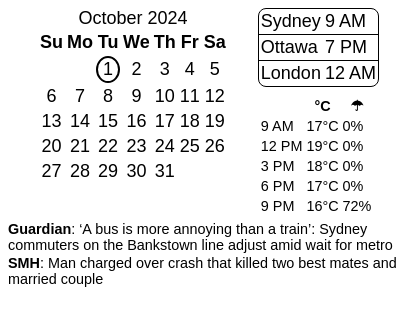 October 2024
Su Mo Tu We Th Fr Sa
1 2 3 4 5
6 7 8 9 10 11 12
13 14 15 16 17 18 19
20 21 22 23 24 25 26
27 28 29 30 31
Sydney 9 AM
Ottawa 7 PM
London 12 AM
°C ☂
9 AM 17°C 0%
12 PM 19°C 0%
3 PM 18°C 0%
6 PM 17°C 0%
9 PM 16°C 72%
Guardian: ‘A bus is more annoying than a train’: Sydney
commuters on the Bankstown line adjust amid wait for metro
SMH: Man charged over crash that killed two best mates and
married couple